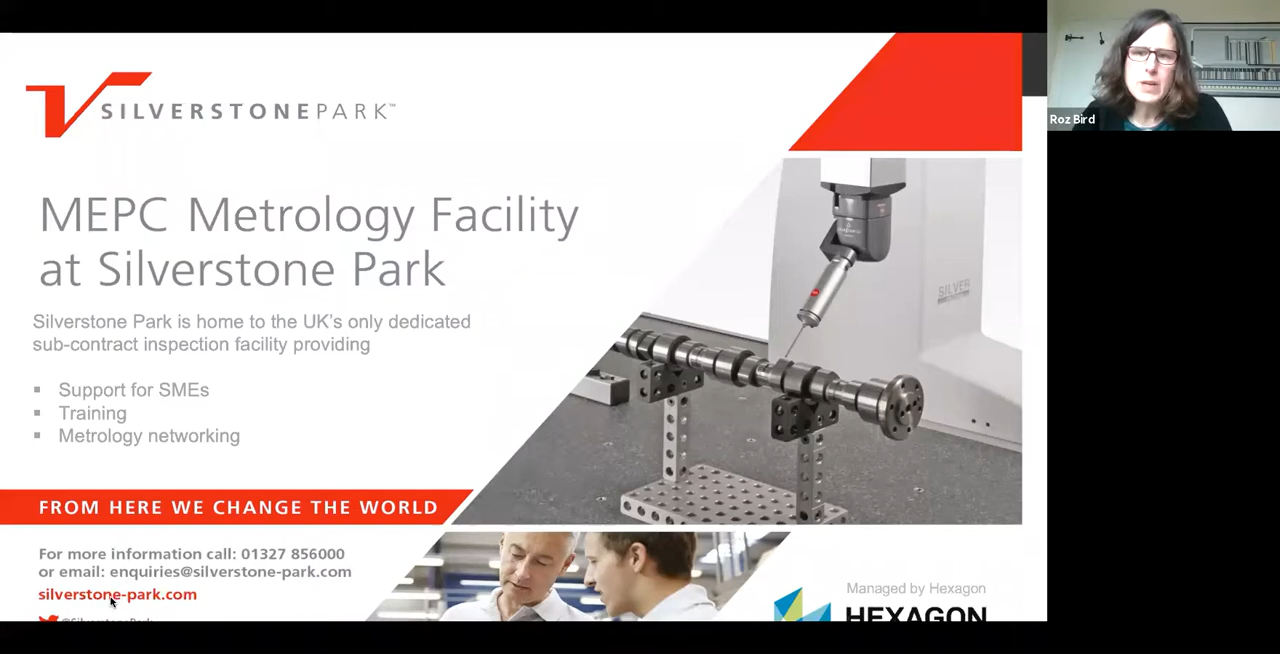 SILVERSTONEPARK™
Roz Bird
MEPC Metrology Facility
at Silverstone Park
Silverstone Park is home to the UK's only dedicated
sub-contract inspection facility providing
▪ Support for SMEs
▪ Training
▪ Metrology networking
SILVER
FROM HERE WE CHANGE THE WORLD
For more information call: 01327 856000
or email: enquiries@silverstone-park.com
silverstone-park.com
@SilverstonePark
Managed by Hexagon
HEXAGON